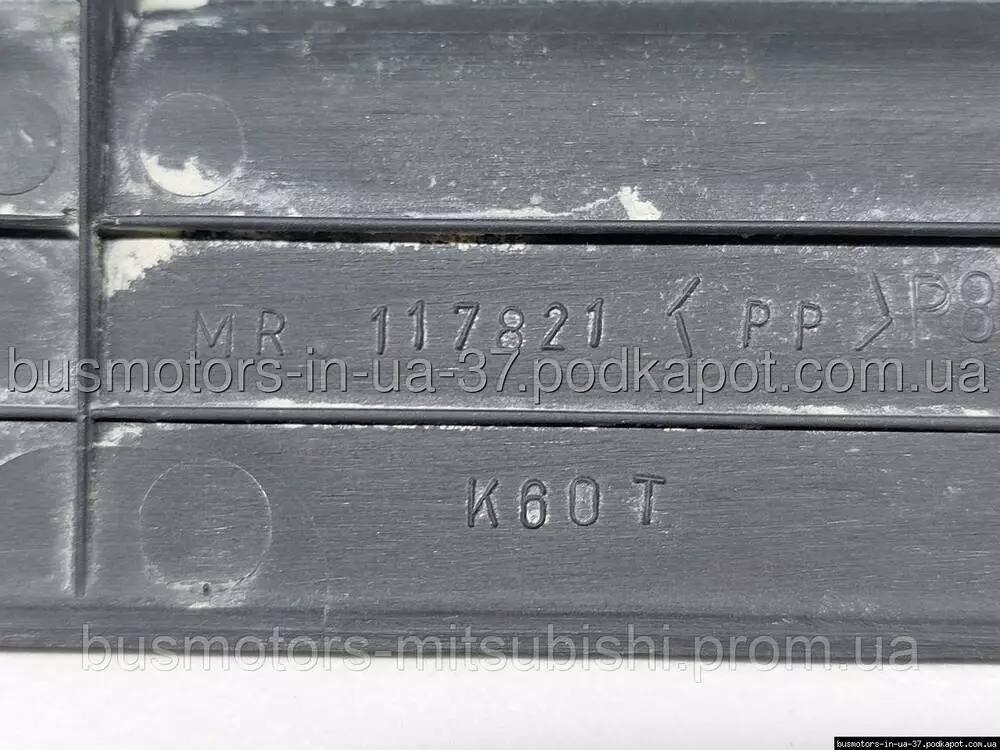 MR 117821 < PP > P8
busmotors-in-ua-37.podkapot.com.ua
K60T
busmotors-mitsubishi.prom.ua
busmotors-in-ua-37.podkapot.com.ua